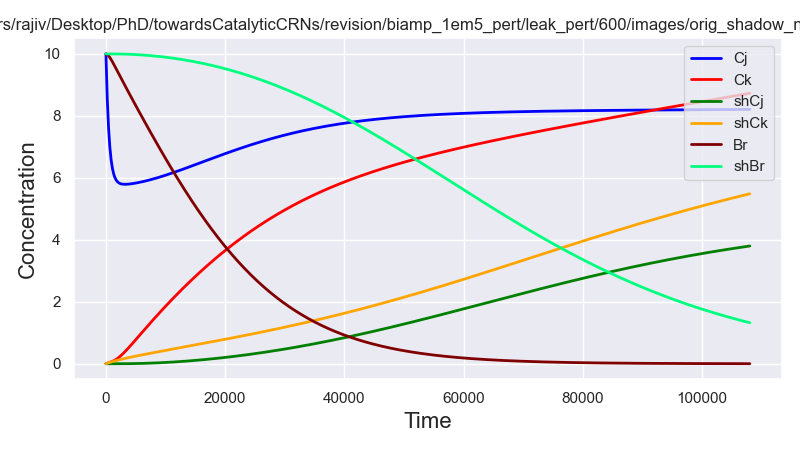 rs/rajiv/Desktop/PhD/towardsCatalyticCRNs/revision/biamp_1em5_pert/leak_pert/600/images/orig_shadow_n
10
8
6
4
2
0
Concentration
0
20000
40000
60000
80000
100000
Time
Cj
Ck
shCj
shCk
Br
shBr